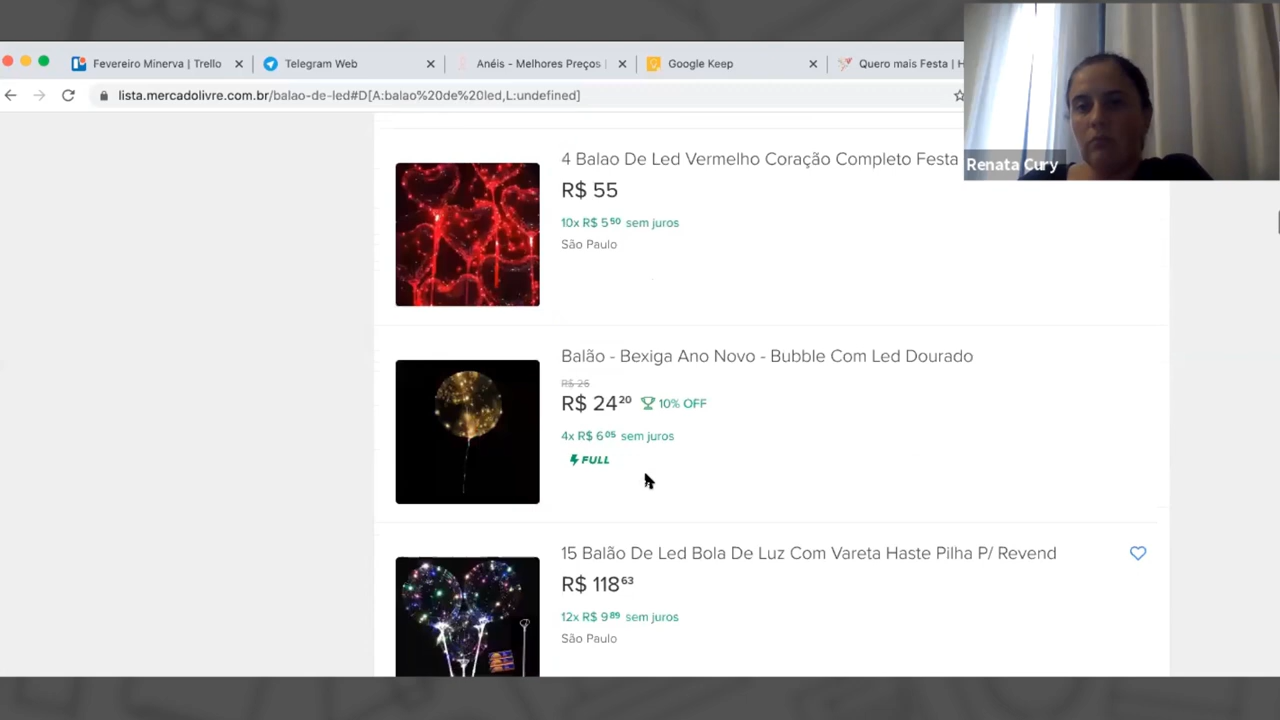 Fevereiro Minerva | Trello
Telegram Web
Anéis - Melhores Preços |
Google Keep
Quero mais Festa | H
lista.mercadolivre.com.br/balao-de-led#D[A:balao%20de%20led,L:undefined]
Renata Cury
4 Balao De Led Vermelho Coração Completo Festa
R$ 55
10x R$ 5 50 sem juros
São Paulo
Balão - Bexiga Ano Novo - Bubble Com Led Dourado
R$ 26
R$ 24 20 10% OFF
4x R$ 6 05 sem juros
FULL
15 Balão De Led Bola De Luz Com Vareta Haste Pilha P/ Revend
R$ 118 63
12x R$ 9 89 sem juros
São Paulo